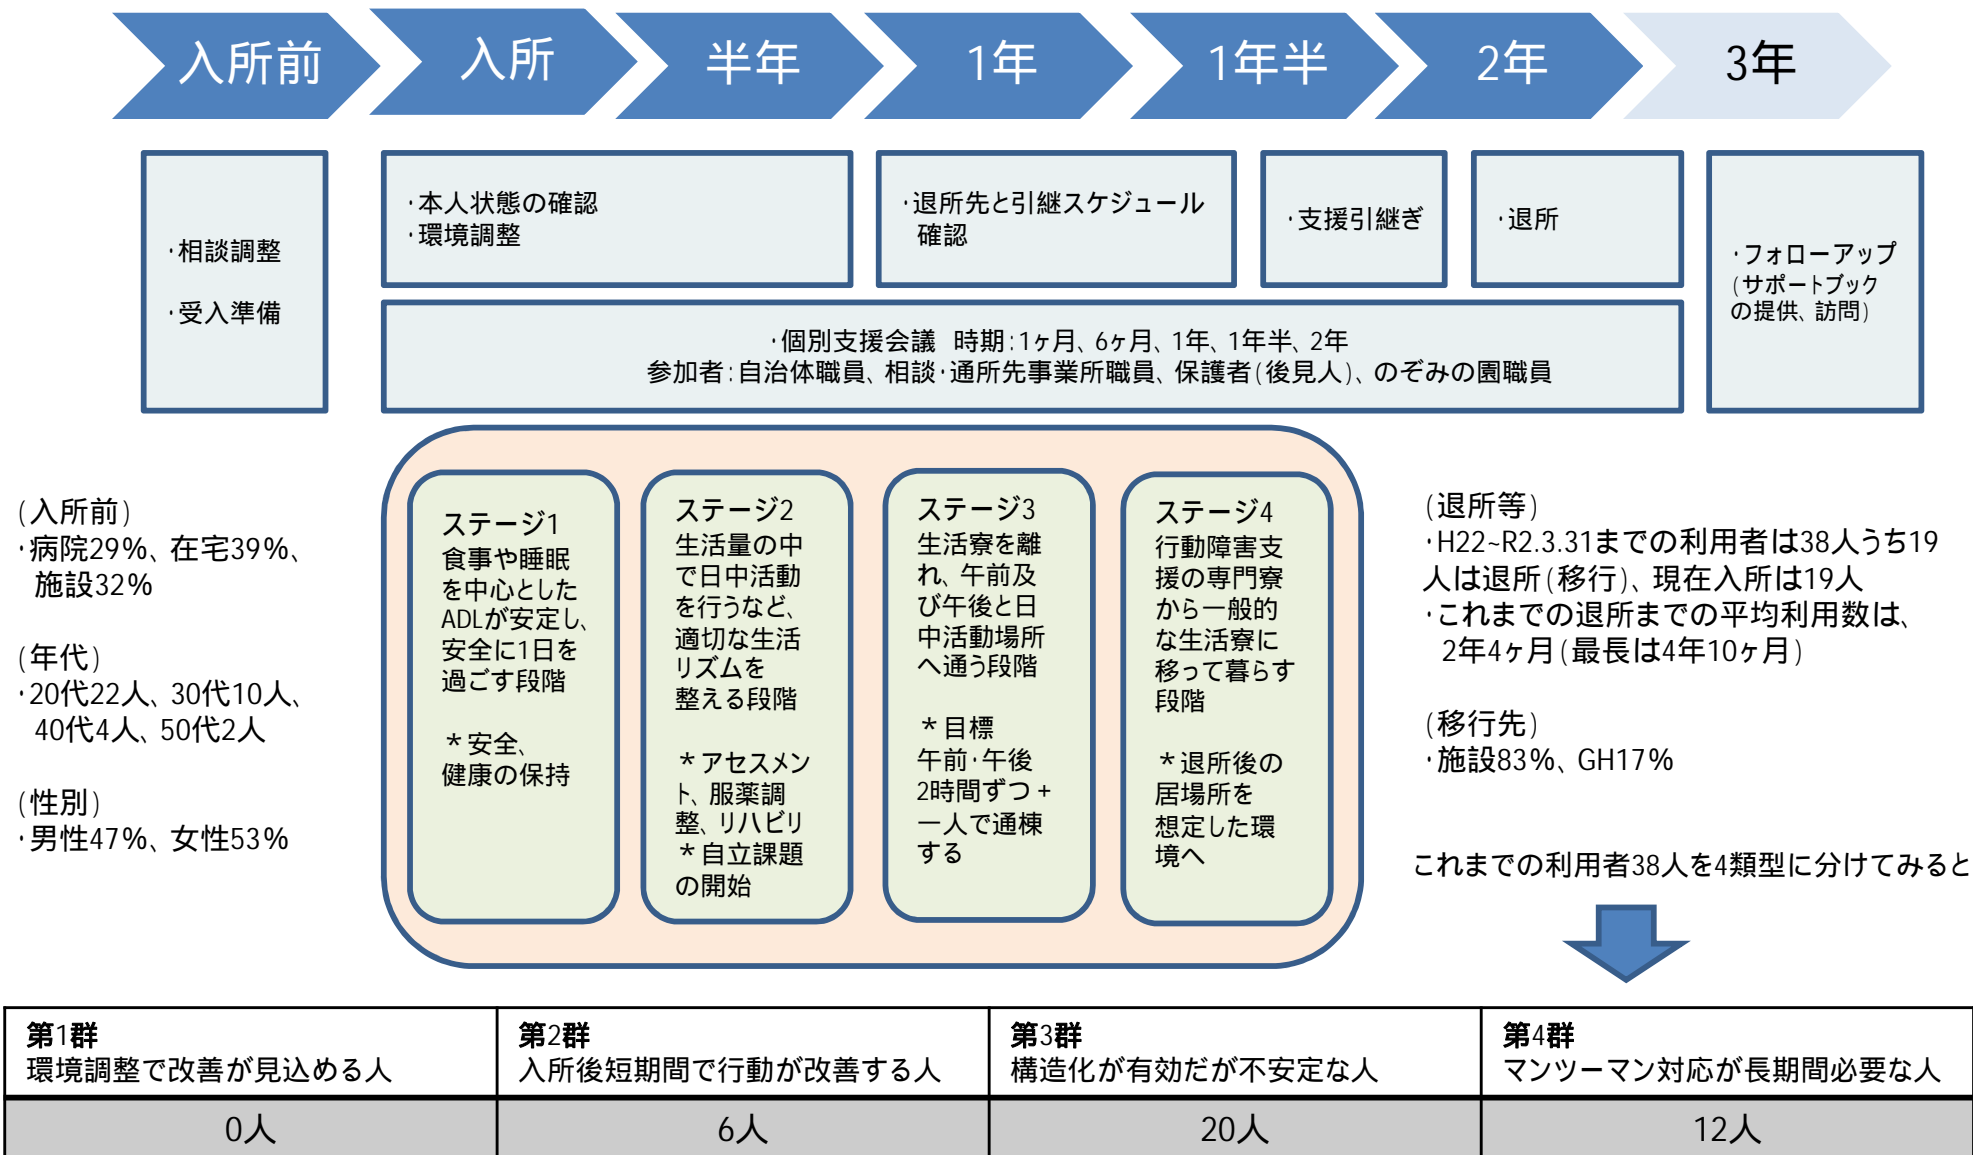 入所前
入所
半年
1年
1年半
2年
3年
・相談調整
・受入準備
・本人状態の確認
・環境調整
・退所先と引継スケジュール
確認
・支援引継ぎ
・退所
・フォローアップ
(サポートブック
の提供、訪問)
・個別支援会議 時期:1ヶ月、6ヶ月、1年、1年半、2年
参加者:自治体職員、相談・通所先事業所職員、保護者(後見人)、のぞみの園職員
(入所前)
・病院29%、在宅39%、
施設32%
(年代)
・20代22人、30代10人、
40代4人、50代2人
(性別)
・男性47%、女性53%
ステージ1
食事や睡眠
を中心とした
ADLが安定し、
安全に1日を
過ごす段階
*安全、
健康の保持
ステージ2
生活量の中
で日中活動
を行うなど、
適切な生活
リズムを
整える段階
*アセスメン
ト、服薬調
整、リハビリ
*自立課題
の開始
ステージ3
生活寮を離
れ、午前及
び午後と日
中活動場所
へ通う段階
*目標
午前・午後
2時間ずつ+
一人で通棟
する
ステージ4
行動障害支
援の専門寮
から一般的
な生活寮に
移って暮らす
段階
*退所後の
居場所を
想定した環
境へ
(退所等)
・H22~R2.3.31までの利用者は38人うち19
人は退所(移行)、現在入所は19人
・これまでの退所までの平均利用数は、
2年4ヶ月(最長は4年10ヶ月)
(移行先)
・施設83%、GH17%
これまでの利用者38人を4類型に分けてみると
第1群
環境調整で改善が見込める人
第2群
入所後短期間で行動が改善する人
第3群
構造化が有効だが不安定な人
第4群
マンツーマン対応が長期間必要な人
0人
6人
20人
12人